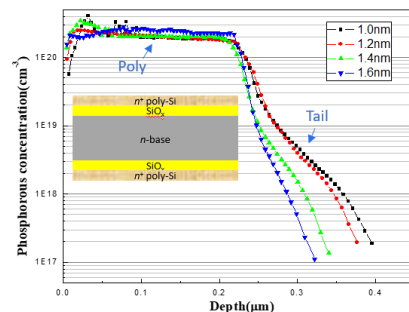 1E20
1E19
1E18
1E17
Phosphorous concentration(cm-3)
1.0nm
1.2nm
1.4nm
1.6nm
Poly
Tail
n+ poly-Si
SiOx
n-base
SiOx
n+ poly-Si
0.0
0.1
0.2
0.3
0.4
Depth(μm)